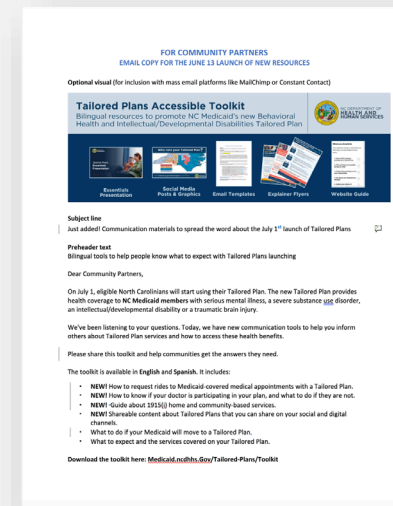 FOR COMMUNITY PARTNERS
EMAIL COPY FOR THE JUNE 13 LAUNCH OF NEW RESOURCES
Optional visual (for inclusion with mass email platforms like MailChimp or Constant Contact)
Tailored Plans Accessible Toolkit
Bilingual resources to promote NC Medicaid's new Behavioral
Health and Intellectual/Developmental Disabilities Tailored Plan
NC DEPARTMENT OF
HEALTH AND
HUMAN SERVICES
Essentials
Presentation
Social Media
Posts & Graphics
Email Templates
Explainer Flyers
Website Guide
Subject line
Just added! Communication materials to spread the word about the July 1st launch of Tailored Plans
Preheader text
Bilingual tools to help people know what to expect with Tailored Plans launching
Dear Community Partners,
On July 1, eligible North Carolinians will start using their Tailored Plan. The new Tailored Plan provides
health coverage to NC Medicaid members with serious mental illness, a severe substance use disorder,
an intellectual/developmental disability or a traumatic brain injury.
We've been listening to your questions. Today, we have new communication tools to help you inform
others about Tailored Plan services and how to access these health benefits.
Please share this toolkit and help communities get the answers they need.
The toolkit is available in English and Spanish. It includes:
• NEW! How to request rides to Medicaid-covered medical appointments with a Tailored Plan.
• NEW! How to know if your doctor is participating in your plan, and what to do if they are not.
• NEW! -Guide about 1915(i) home and community-based services.
• NEW! Shareable content about Tailored Plans that you can share on your social and digital
channels.
• What to do if your Medicaid will move to a Tailored Plan.
• What to expect and the services covered on your Tailored Plan.
Download the toolkit here: Medicaid.ncdhhs.Gov/Tailored-Plans/Toolkit